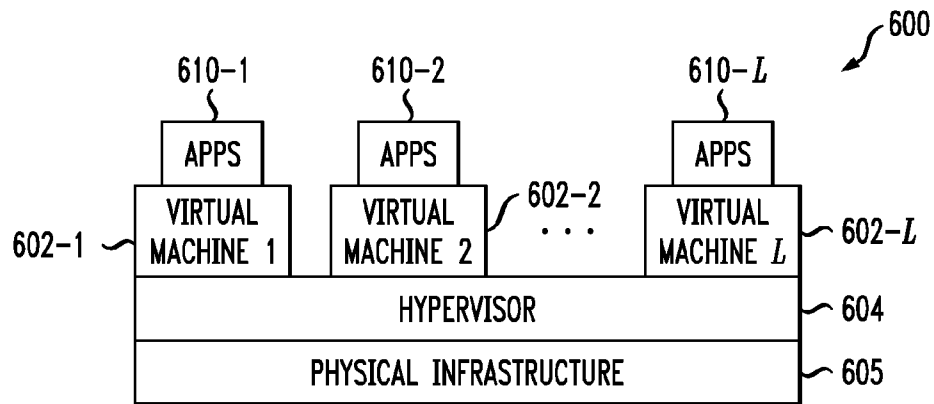 600
610-1
610-2
610-L
APPS
APPS
APPS
602-1
VIRTUAL
MACHINE 1
VIRTUAL
MACHINE 2
602-2
. . .
VIRTUAL
MACHINE L
602-L
HYPERVISOR
604
PHYSICAL INFRASTRUCTURE
605